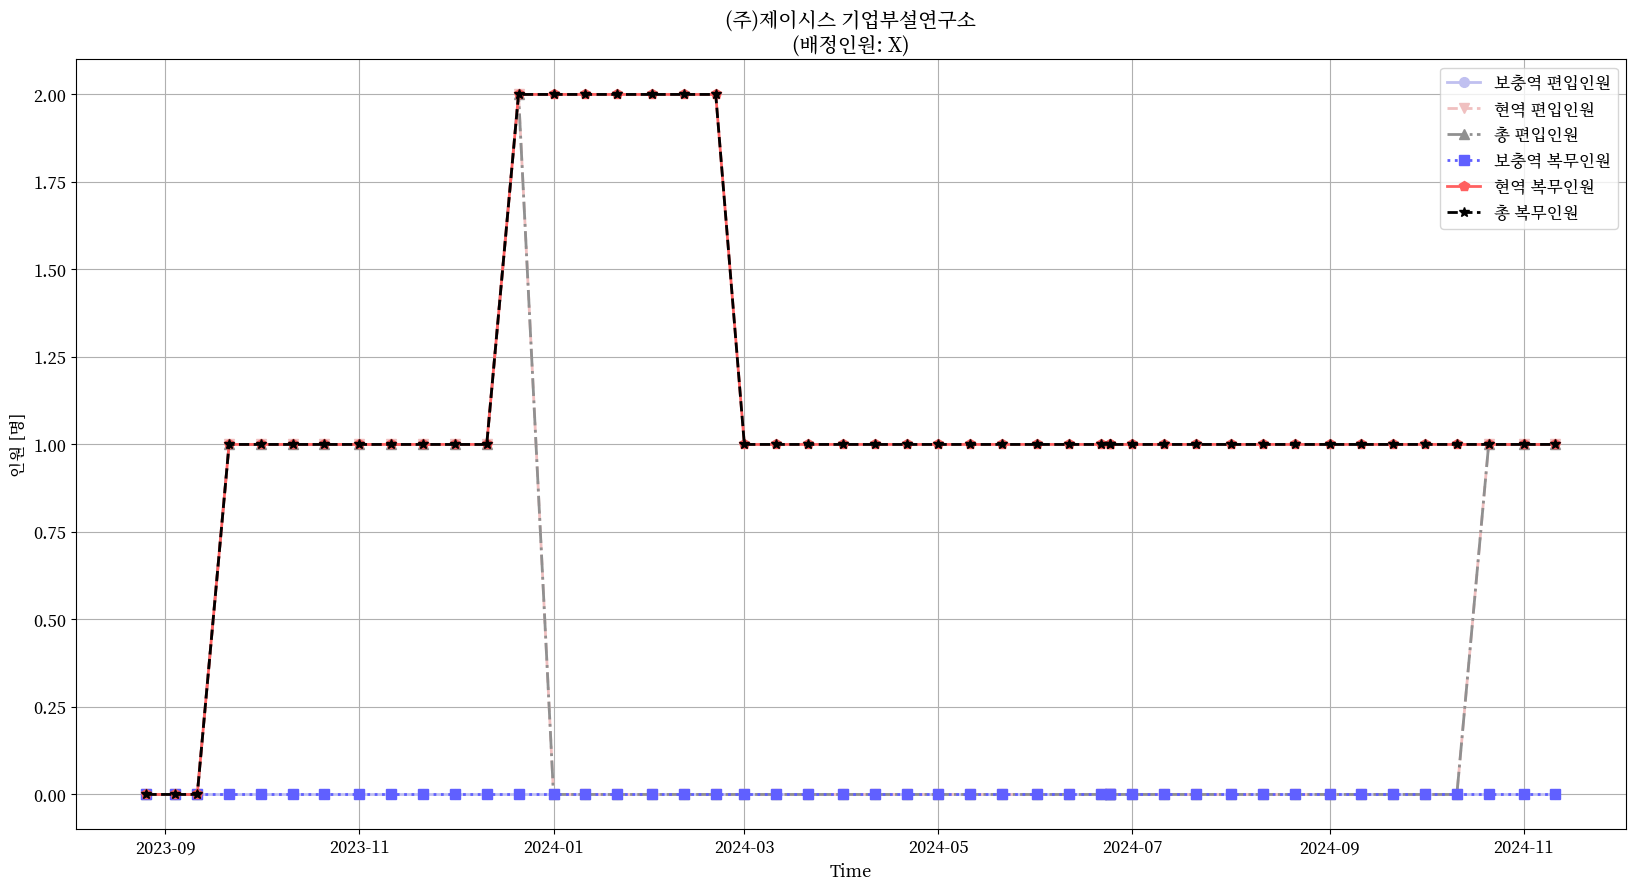 (주)제이시스 기업부설연구소
(배정인원: X)
보충역 편입인원
현역 편입인원
총 편입인원
보충역 복무인원
현역 복무인원
총 복무인원
2.00
1.75
1.50
1.25
1.00
0.75
0.50
0.25
0.00
인원 [명]
2023-09
2023-11
2024-01
2024-03
2024-05
2024-07
2024-09
2024-11
Time